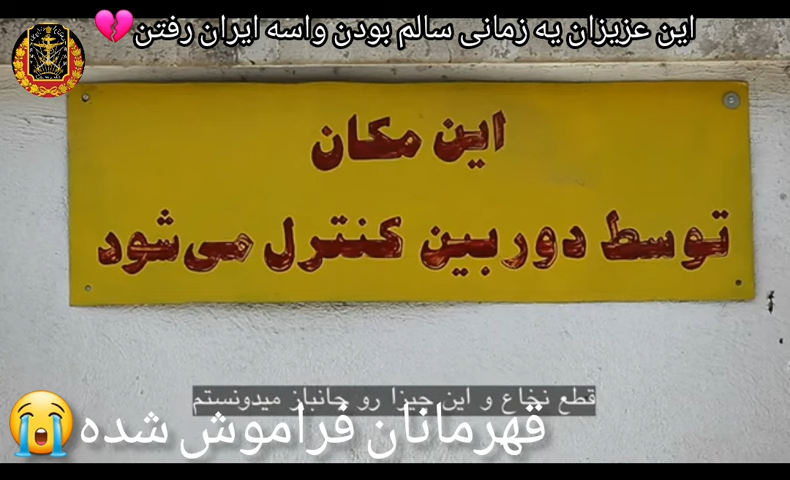 این عزیزان یه زمانی سالم بودن واسه ایران رفتن💔
این مکان
توسط دوربین کنترل می‌شود
قطع نخاع و این چیزا رو جانباز میدونستم
قهرمانان فراموش شده😭